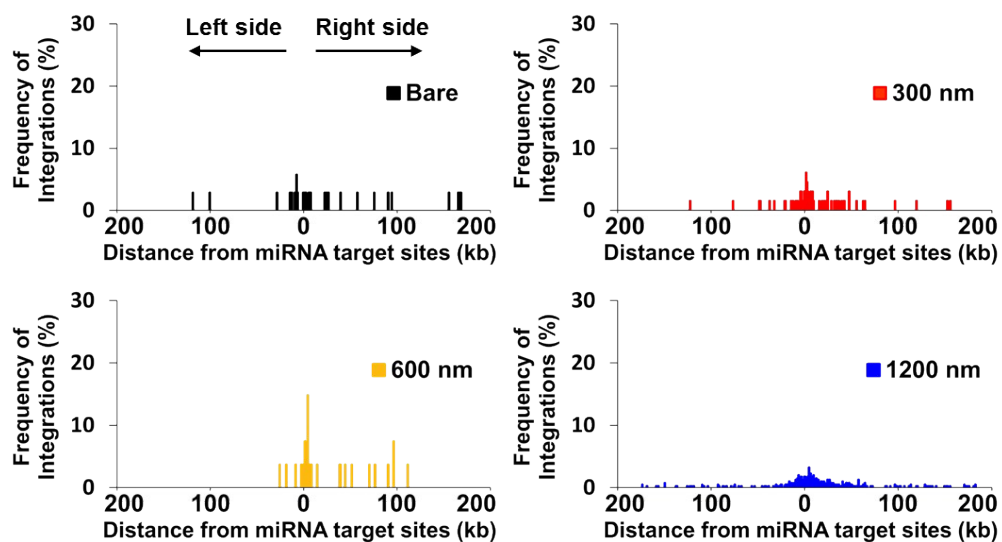 Frequency of
Integrations (%)
30
20
10
0
Left side
Right side
Bare
200
100
0
100
200
Distance from miRNA target sites (kb)
Frequency of
Integrations (%)
30
20
10
0
300 nm
200
100
0
100
200
Distance from miRNA target sites (kb)
Frequency of
Integrations (%)
30
20
10
0
600 nm
200
100
0
100
200
Distance from miRNA target sites (kb)
Frequency of
Integrations (%)
30
20
10
0
1200 nm
200
100
0
100
200
Distance from miRNA target sites (kb)